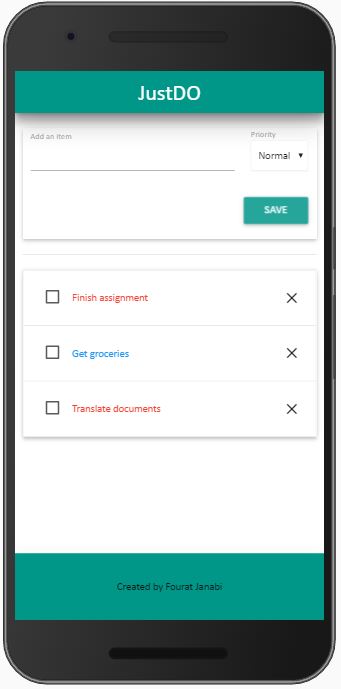 JustDO
Add an item
Priority
Normal
SAVE
Finish assignment
Get groceries
Translate documents
Created by Fourat Janabi